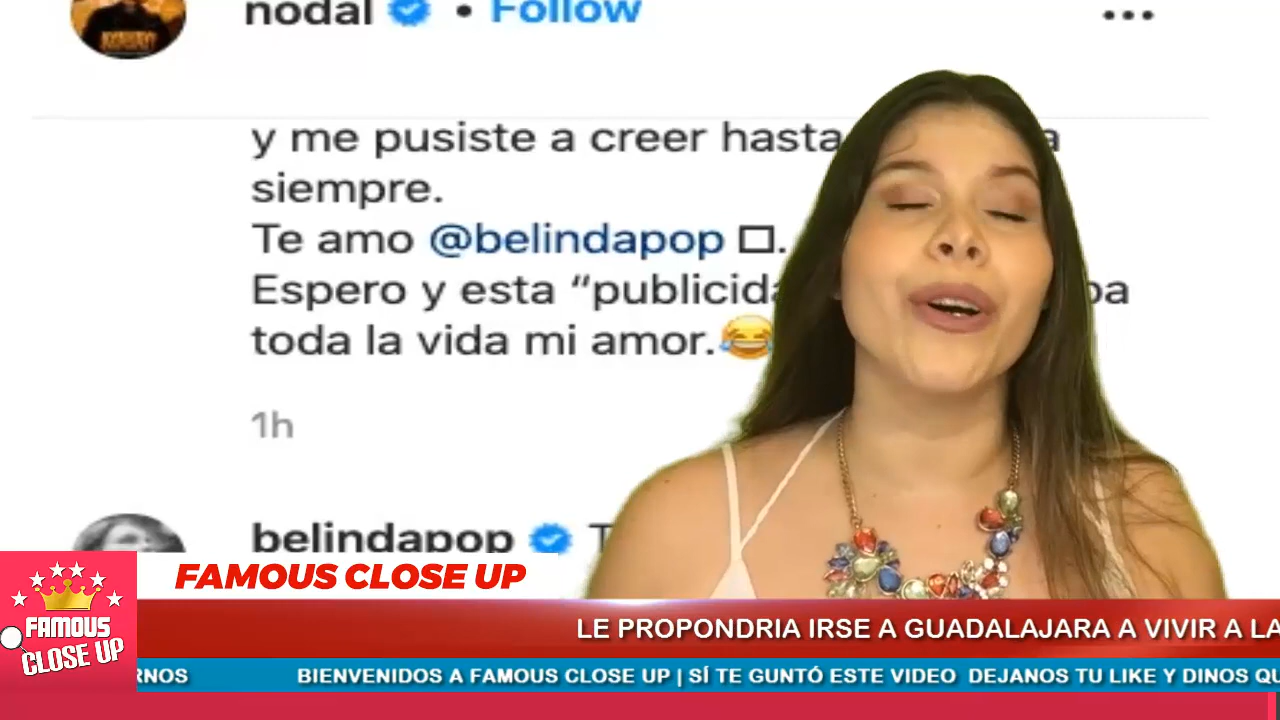 nodal • Follow
y me pusiste a creer hasta
siempre.
Te amo @belindapop
Espero y esta “
toda la vida mi amor.😂
1h
belindapop
FAMOUS CLOSE UP
FAMOUS
CLOSE UP
LE PROPONDRIA IRSE A GUADALAJARA A VIVIR A LA
RNOS BIENVENIDOS A FAMOUS CLOSE UP | SÍ TE GUNTÓ ESTE VIDEO DEJANOS TU LIKE Y DINOS